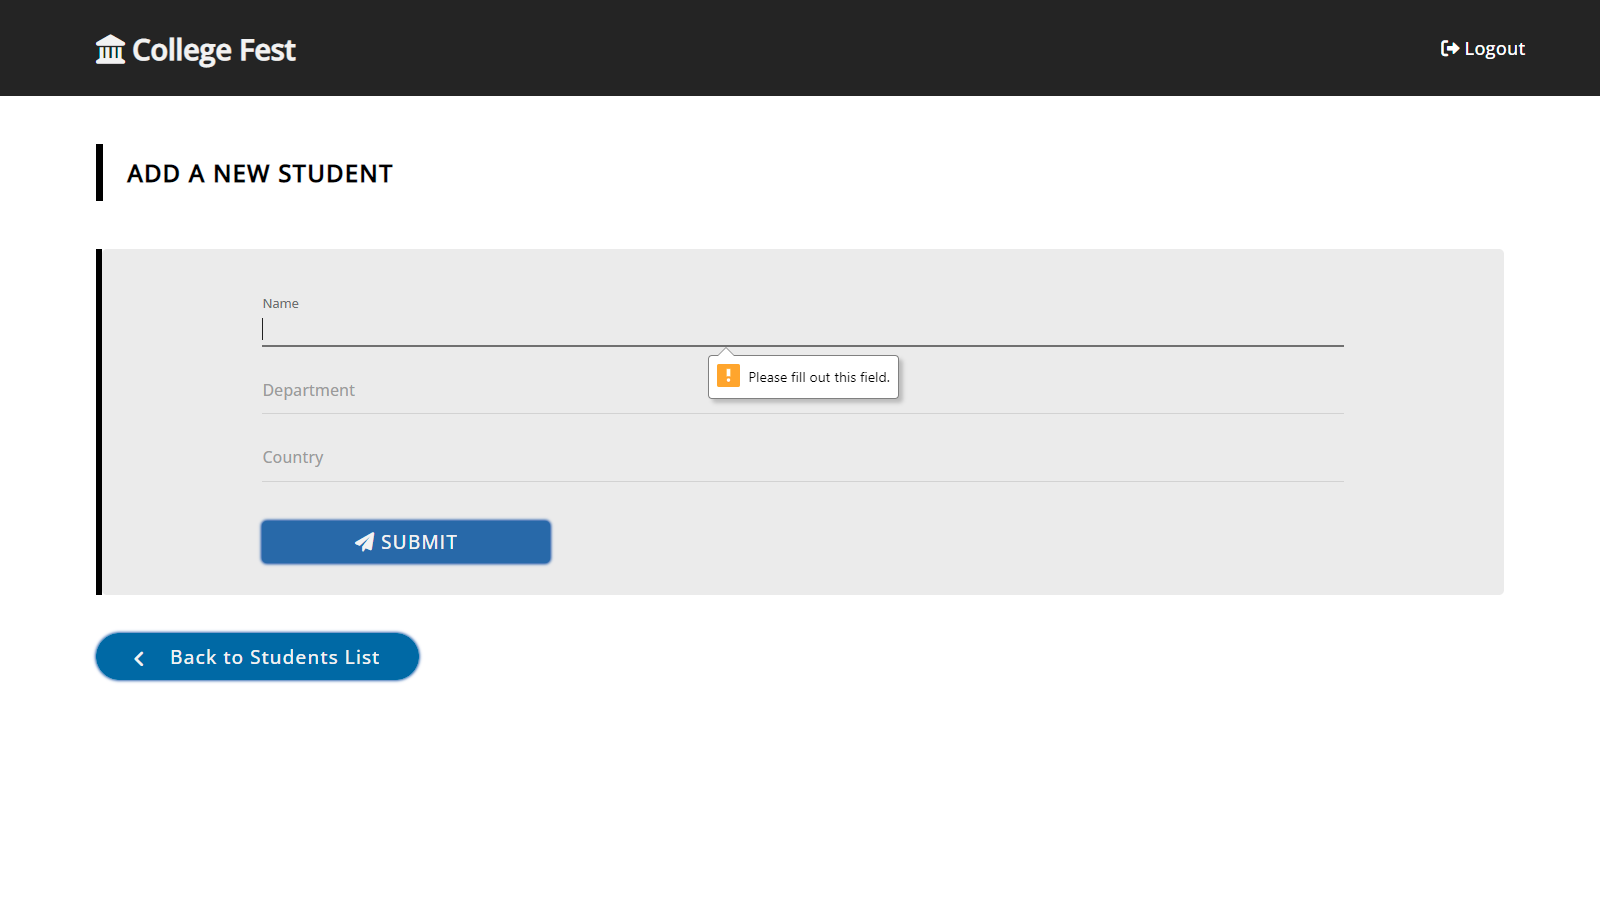 College Fest
Logout
ADD A NEW STUDENT
Name
Please fill out this field.
Department
Country
SUBMIT
Back to Students List